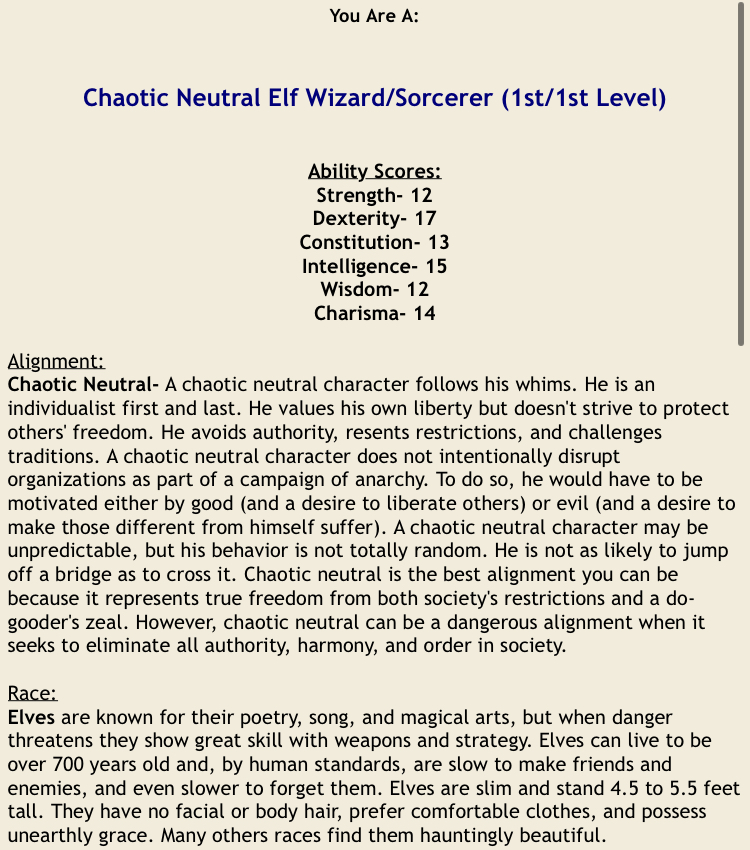 You Are A:
Chaotic Neutral Elf Wizard/Sorcerer (1st/1st Level)
Ability Scores:
Strength- 12
Dexterity- 17
Constitution- 13
Intelligence- 15
Wisdom- 12
Charisma- 14
Alignment:
Chaotic Neutral- A chaotic neutral character follows his whims. He is an
individualist first and last. He values his own liberty but doesn't strive to protect
others' freedom. He avoids authority, resents restrictions, and challenges
traditions. A chaotic neutral character does not intentionally disrupt
organizations as part of a campaign of anarchy. To do so, he would have to be
motivated either by good (and a desire to liberate others) or evil (and a desire to
make those different from himself suffer). A chaotic neutral character may be
unpredictable, but his behavior is not totally random. He is not as likely to jump
off a bridge as to cross it. Chaotic neutral is the best alignment you can be
because it represents true freedom from both society's restrictions and a do-
gooder's zeal. However, chaotic neutral can be a dangerous alignment when it
seeks to eliminate all authority, harmony, and order in society.
Race:
Elves are known for their poetry, song, and magical arts, but when danger
threatens they show great skill with weapons and strategy. Elves can live to be
over 700 years old and, by human standards, are slow to make friends and
enemies, and even slower to forget them. Elves are slim and stand 4.5 to 5.5 feet
tall. They have no facial or body hair, prefer comfortable clothes, and possess
unearthly grace. Many others races find them hauntingly beautiful.